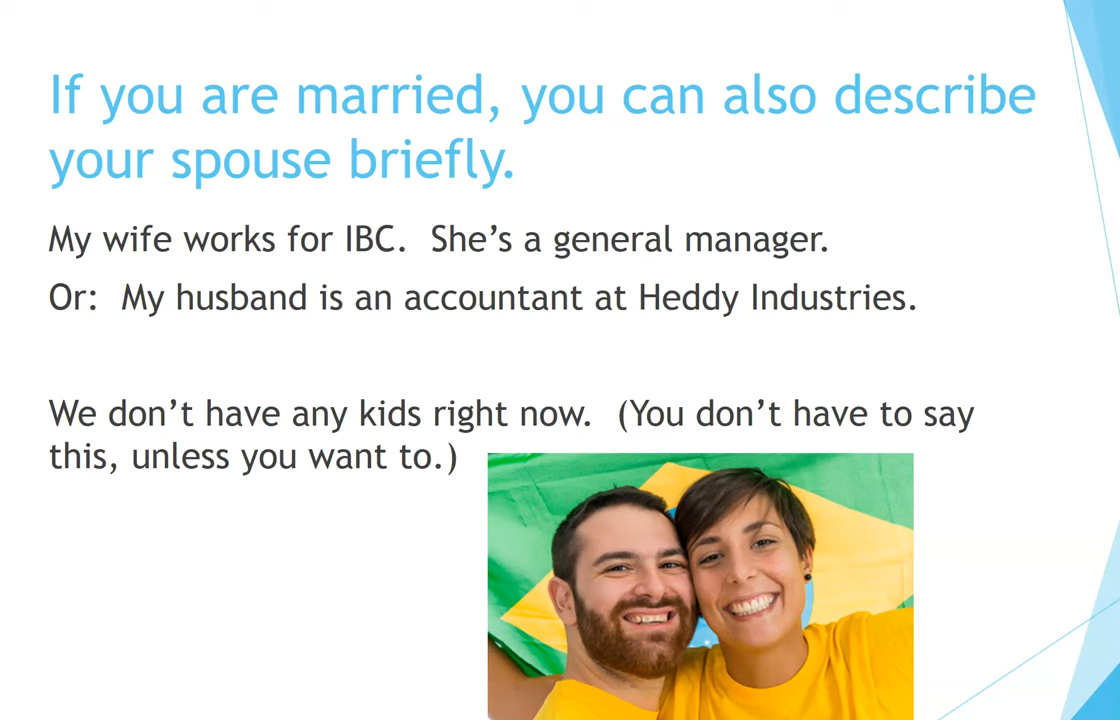 If you are married, you can also describe
your spouse briefly.
My wife works for IBC.  She’s a general manager.
Or:  My husband is an accountant at Heddy Industries.
We don’t have any kids right now.  (You don’t have to say
this, unless you want to.)